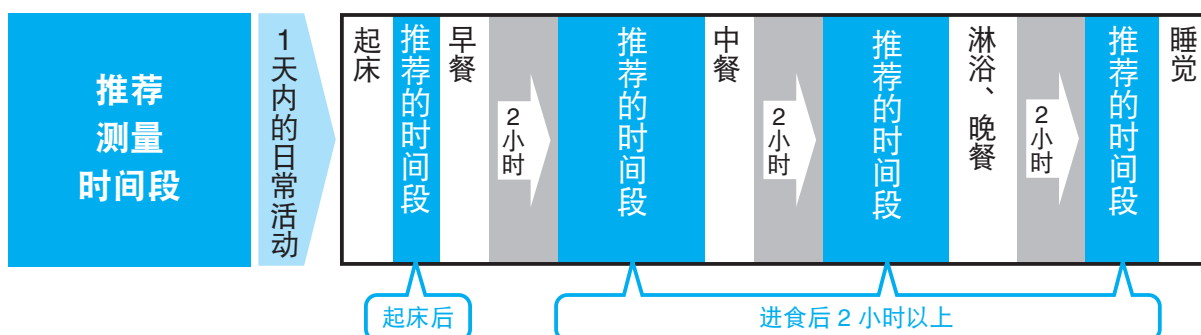 推荐
测量
时间段
1天内的日常活动
起床
推荐的时间段
早餐
2小时
推荐的时间段
中餐
2小时
推荐的时间段
淋浴、晚餐
2小时
推荐的时间段
睡觉
起床后
进食后 2 小时以上